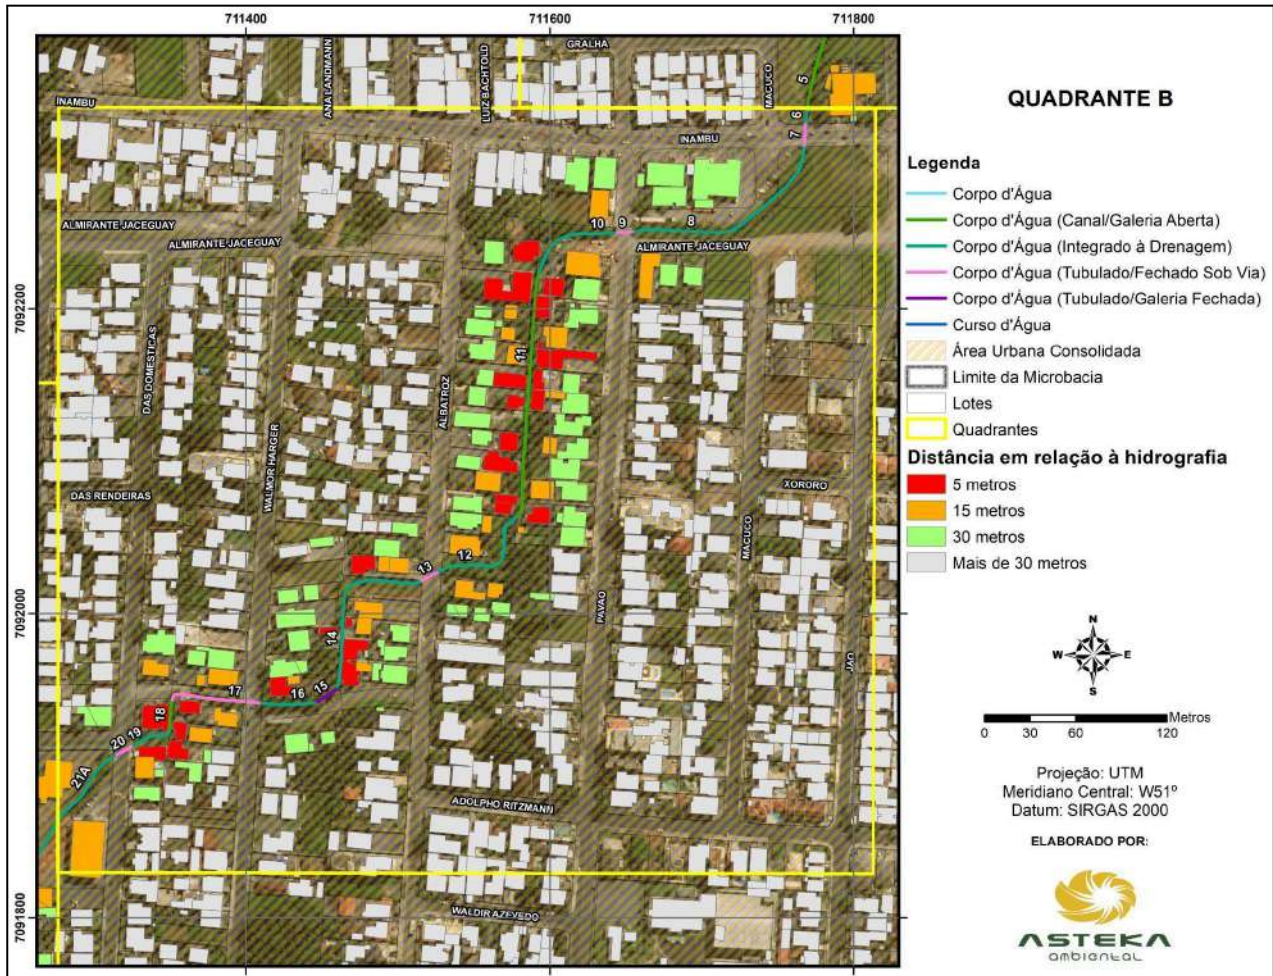 711400
711600
711800
GRALHA
ANA LANDMANN
LUIZ BACHTOLD
MACUCO
5
INAMBU
6
INAMBU
7
ALMIRANTE JACEGUAY
ALMIRANTE JACEGUAY
10
9
8
ALMIRANTE JACEGUAY
7092200
DAS DOMESTICAS
ALBATROZ
11
WALMOR HARGER
DAS RENDEIRAS
XORORO
MACUCO
12
13
7092000
PAVAO
14
JAO
15
16
17
18
19
20
21A
ADOLPHO RITZMANN
WALDIR AZEVEDO
7091800
QUADRANTE B
Legenda
Corpo d'Água
Corpo d'Água (Canal/Galeria Aberta)
Corpo d'Água (Integrado à Drenagem)
Corpo d'Água (Tubulado/Fechado Sob Via)
Corpo d'Água (Tubulado/Galeria Fechada)
Curso d'Água
Área Urbana Consolidada
Limite da Microbacia
Lotes
Quadrantes
Distância em relação à hidrografia
5 metros
15 metros
30 metros
Mais de 30 metros
N
W E
S
Metros
0 30 60 120
Projeção: UTM
Meridiano Central: W51º
Datum: SIRGAS 2000
ELABORADO POR:
ASTEKA
ambiental